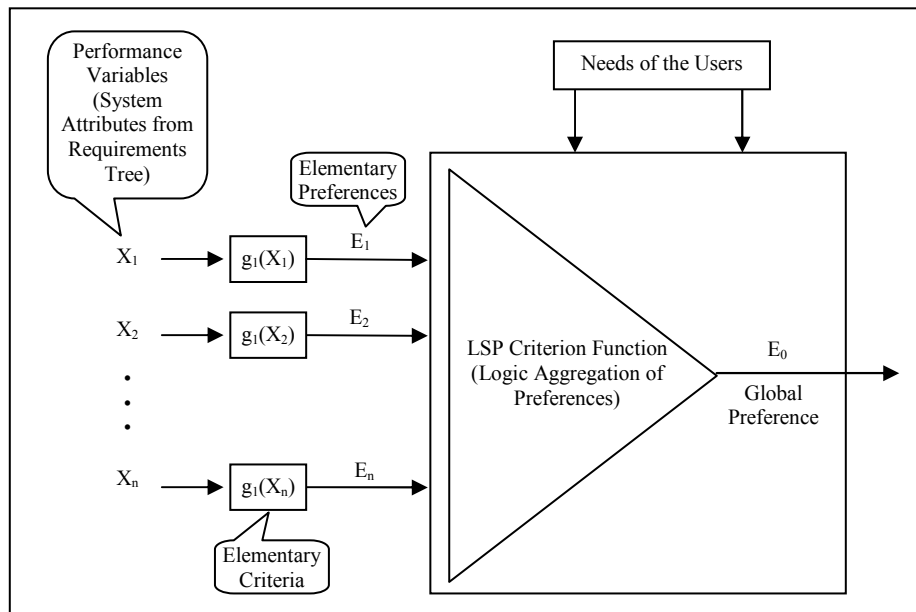 Performance
Variables
(System
Attributes from
Requirements
Tree)
Needs of the Users
Elementary
Preferences
X₁
g₁(X₁)
E₁
X₂
g₁(X₂)
E₂
LSP Criterion Function
(Logic Aggregation of
Preferences)
E₀
Global
Preference
Xₙ
g₁(Xₙ)
Eₙ
Elementary
Criteria